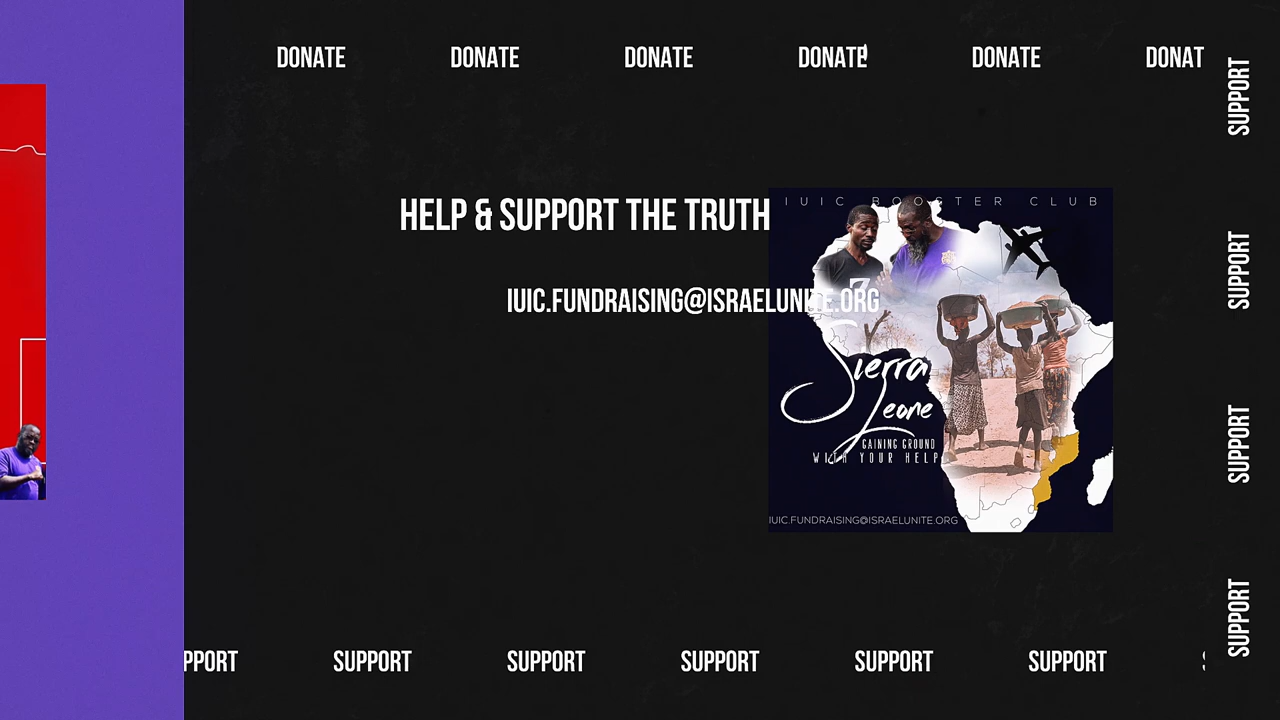 DONATE DONATE DONATE DONATE DONATE DONAT
HELP & SUPPORT THE TRUTH
IUIC.FUNDRAISING@ISRAELUNITE.ORG
IUIC BOOSTER CLUB
Sierra
Leone
GAINING GROUND
WITH YOUR HELP
IUIC.FUNDRAISING@ISRAELUNITE.ORG
PPORT SUPPORT SUPPORT SUPPORT SUPPORT SUPPORT
SUPPORT
SUPPORT
SUPPORT
SUPPORT